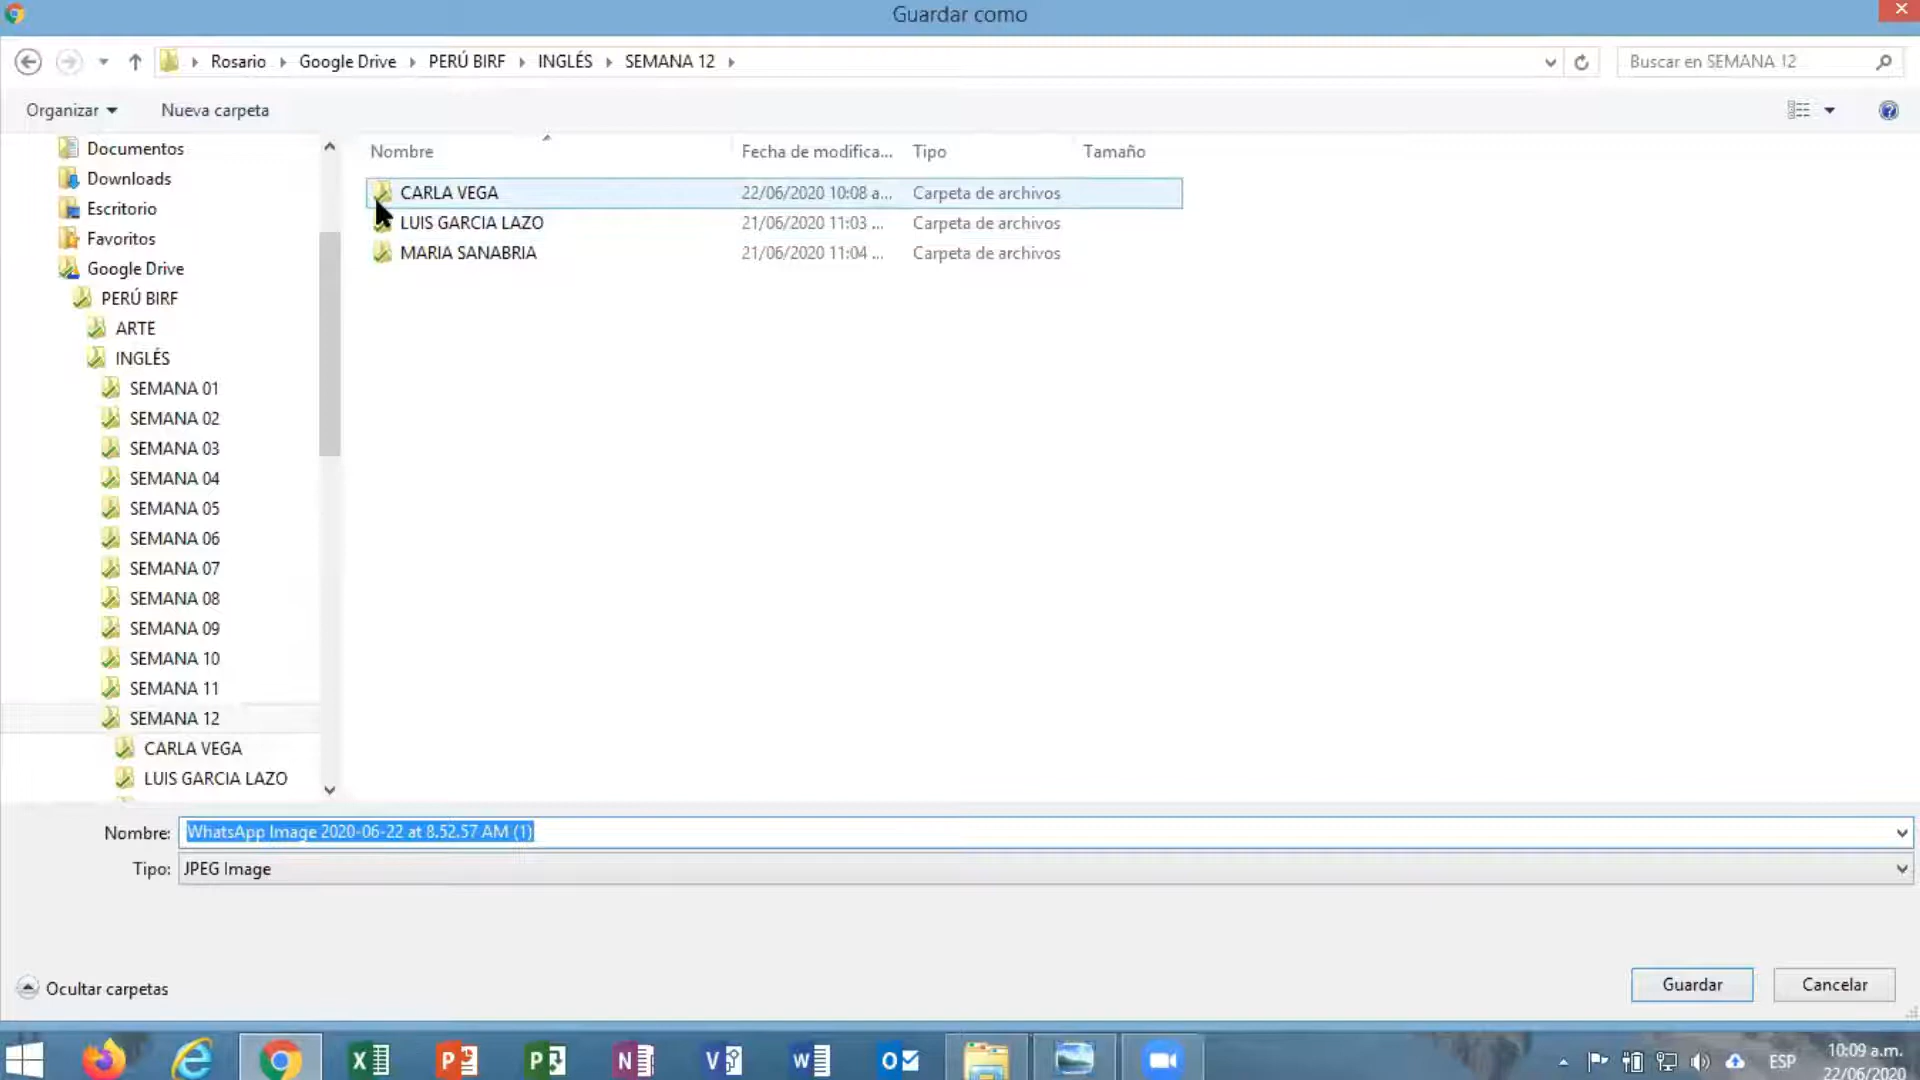 Guardar como
Rosario Google Drive PERÚ BIRF INGLÉS SEMANA 12
Buscar en SEMANA 12
Organizar Nueva carpeta
Nombre Fecha de modifica... Tipo Tamaño
CARLA VEGA 22/06/2020 10:08 a... Carpeta de archivos
LUIS GARCIA LAZO 21/06/2020 11:03 ... Carpeta de archivos
MARIA SANABRIA 21/06/2020 11:04 ... Carpeta de archivos
Documentos
Downloads
Escritorio
Favoritos
Google Drive
PERÚ BIRF
ARTE
INGLÉS
SEMANA 01
SEMANA 02
SEMANA 03
SEMANA 04
SEMANA 05
SEMANA 06
SEMANA 07
SEMANA 08
SEMANA 09
SEMANA 10
SEMANA 11
SEMANA 12
CARLA VEGA
LUIS GARCIA LAZO
Nombre: WhatsApp Image 2020-06-22 at 8.52.57 AM (1)
Tipo: JPEG Image
Ocultar carpetas
Guardar Cancelar
ESP
10:09 a.m.
22/06/2020